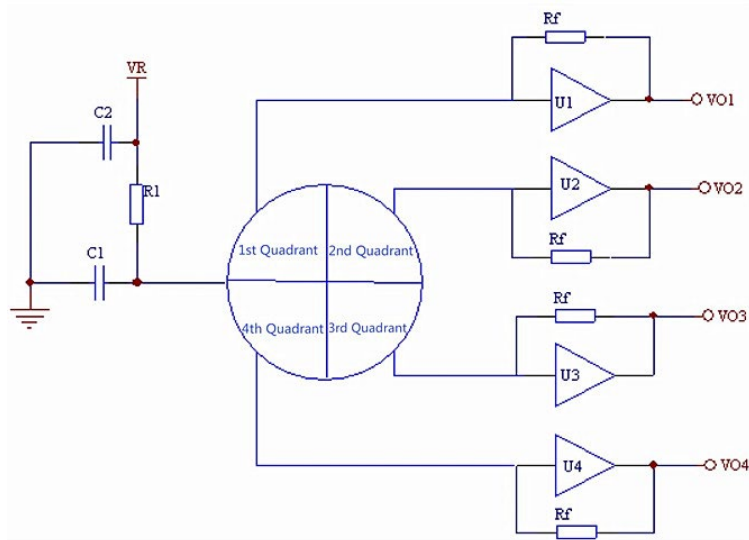 Rf
VR
U1
VO1
C2
R1
U2
VO2
1st Quadrant
2nd Quadrant
C1
Rf
4th Quadrant
3rd Quadrant
Rf
VO3
U3
U4
VO4
Rf